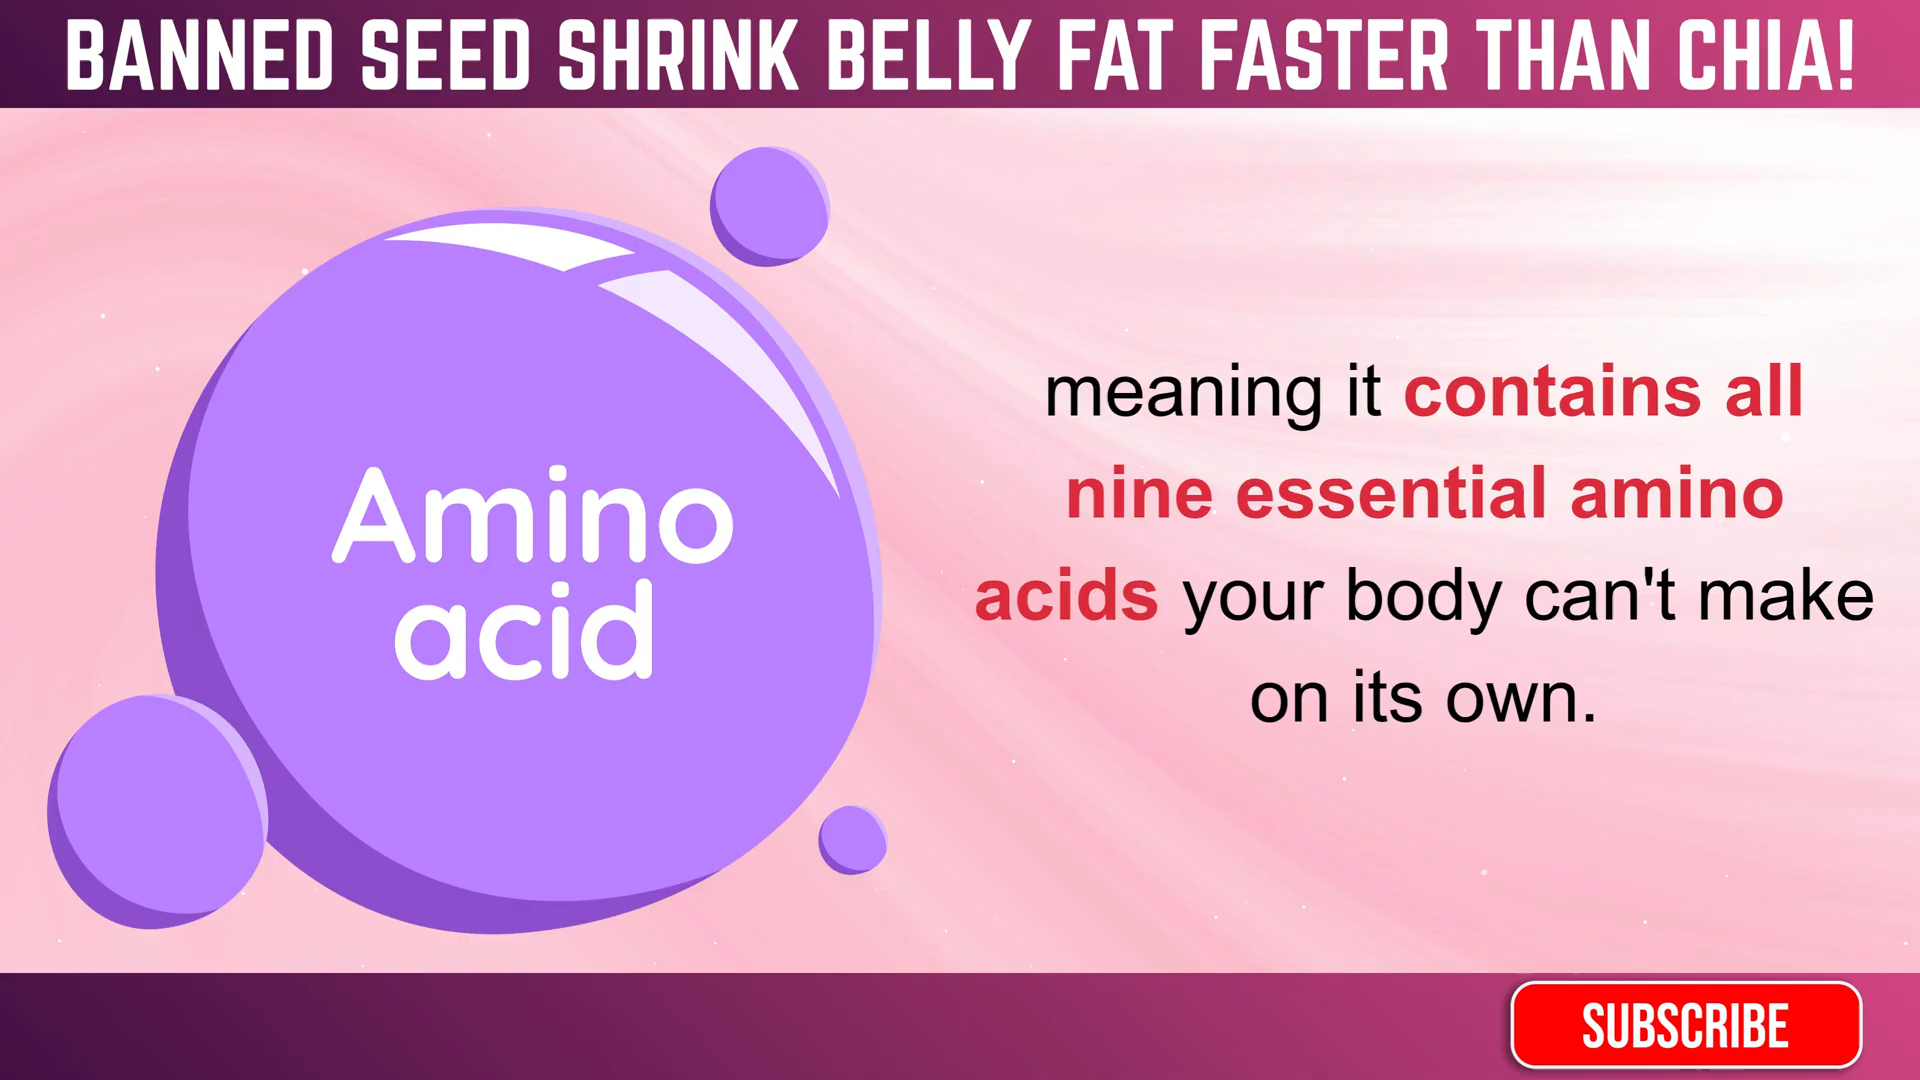 BANNED SEED SHRINK BELLY FAT FASTER THAN CHIA!
Amino
acid
meaning it contains all
nine essential amino
acids your body can't make
on its own.
SUBSCRIBE